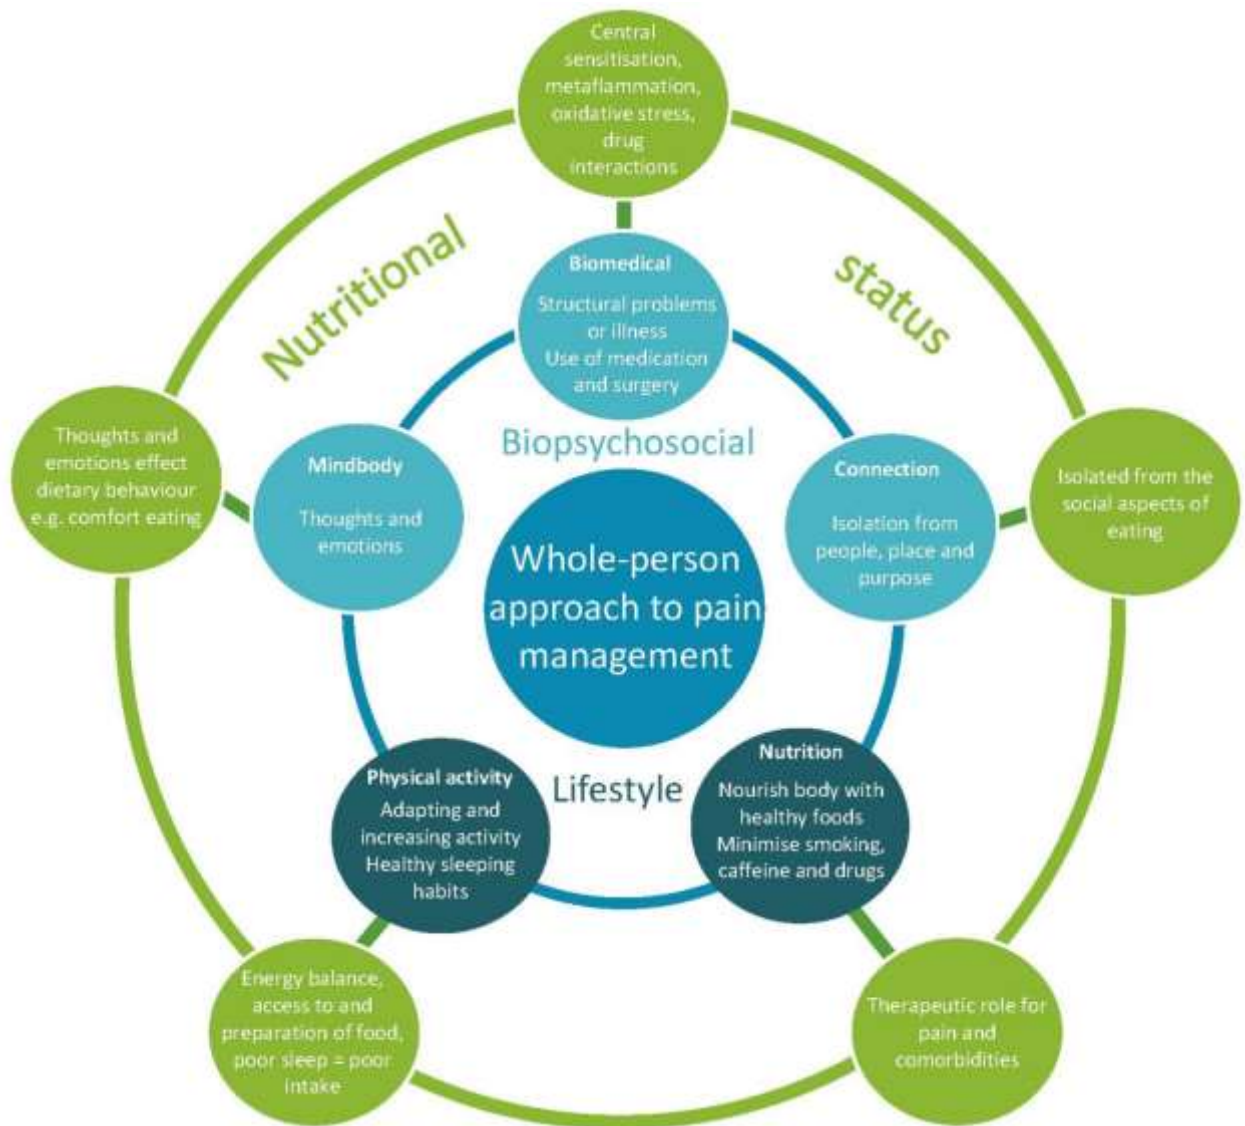 Central
sensitisation,
metaflammation,
oxidative stress,
drug
interactions
Nutritional
status
Biomedical
Structural problems
or illness
Use of medication
and surgery
Biopsychosocial
Thoughts and
emotions effect
dietary behaviour
e.g. comfort eating
Mindbody
Thoughts and
emotions
Connection
Isolation from
people, place and
purpose
Isolated from the
social aspects of
eating
Whole-person
approach to pain
management
Lifestyle
Physical activity
Adapting and
increasing activity
Healthy sleeping
habits
Nutrition
Nourish body with
healthy foods
Minimise smoking,
caffeine and drugs
Energy balance,
access to and
preparation of food,
poor sleep = poor
intake
Therapeutic role for
pain and
comorbidities